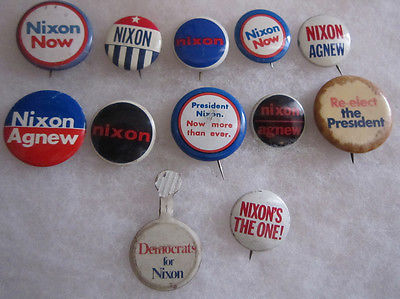 Nixon
Now
NIXON
nixon
Nixon
Now
NIXON
AGNEW
Nixon
Agnew
nixon
President
Nixon.
Now more
than ever.
nixon
agnew
Re-elect
the
President
Democrats
for
Nixon
NIXON'S
THE ONE!